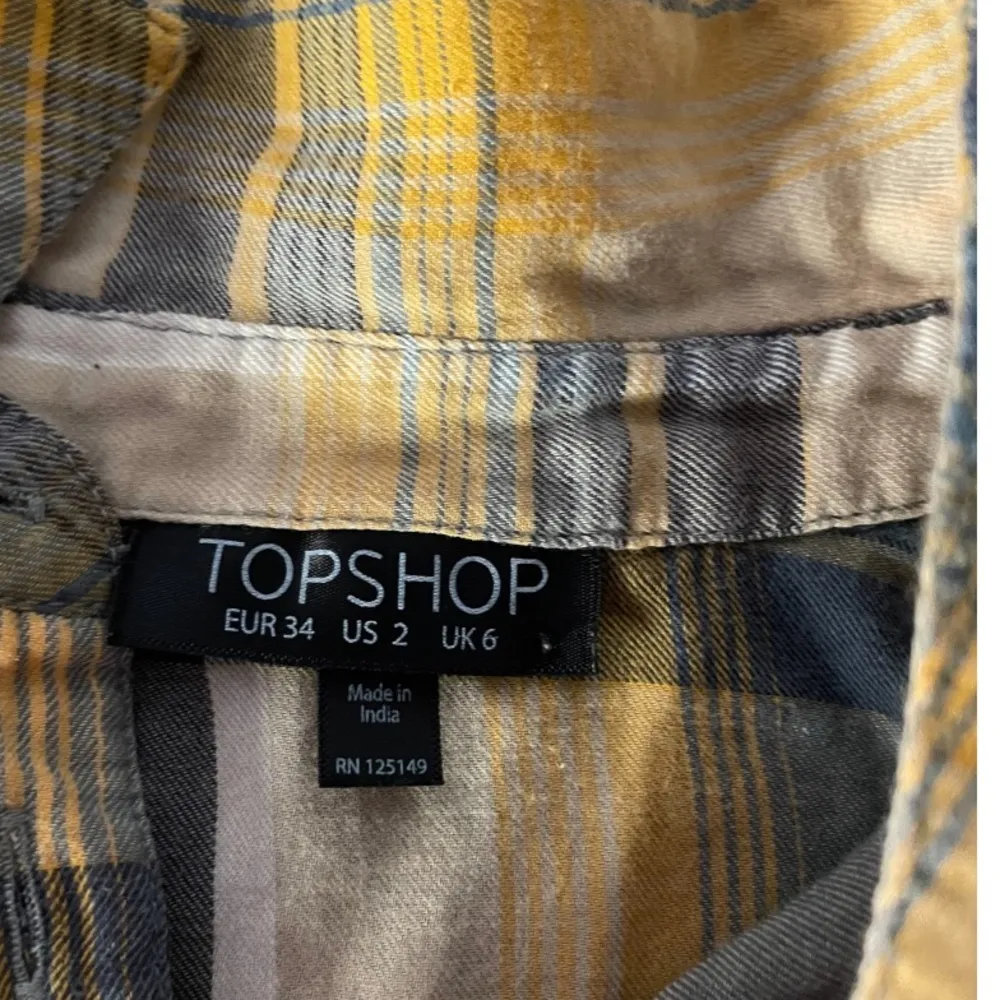 TOPSHOP
EUR 34 US 2 UK 6
Made in
India
RN 125149